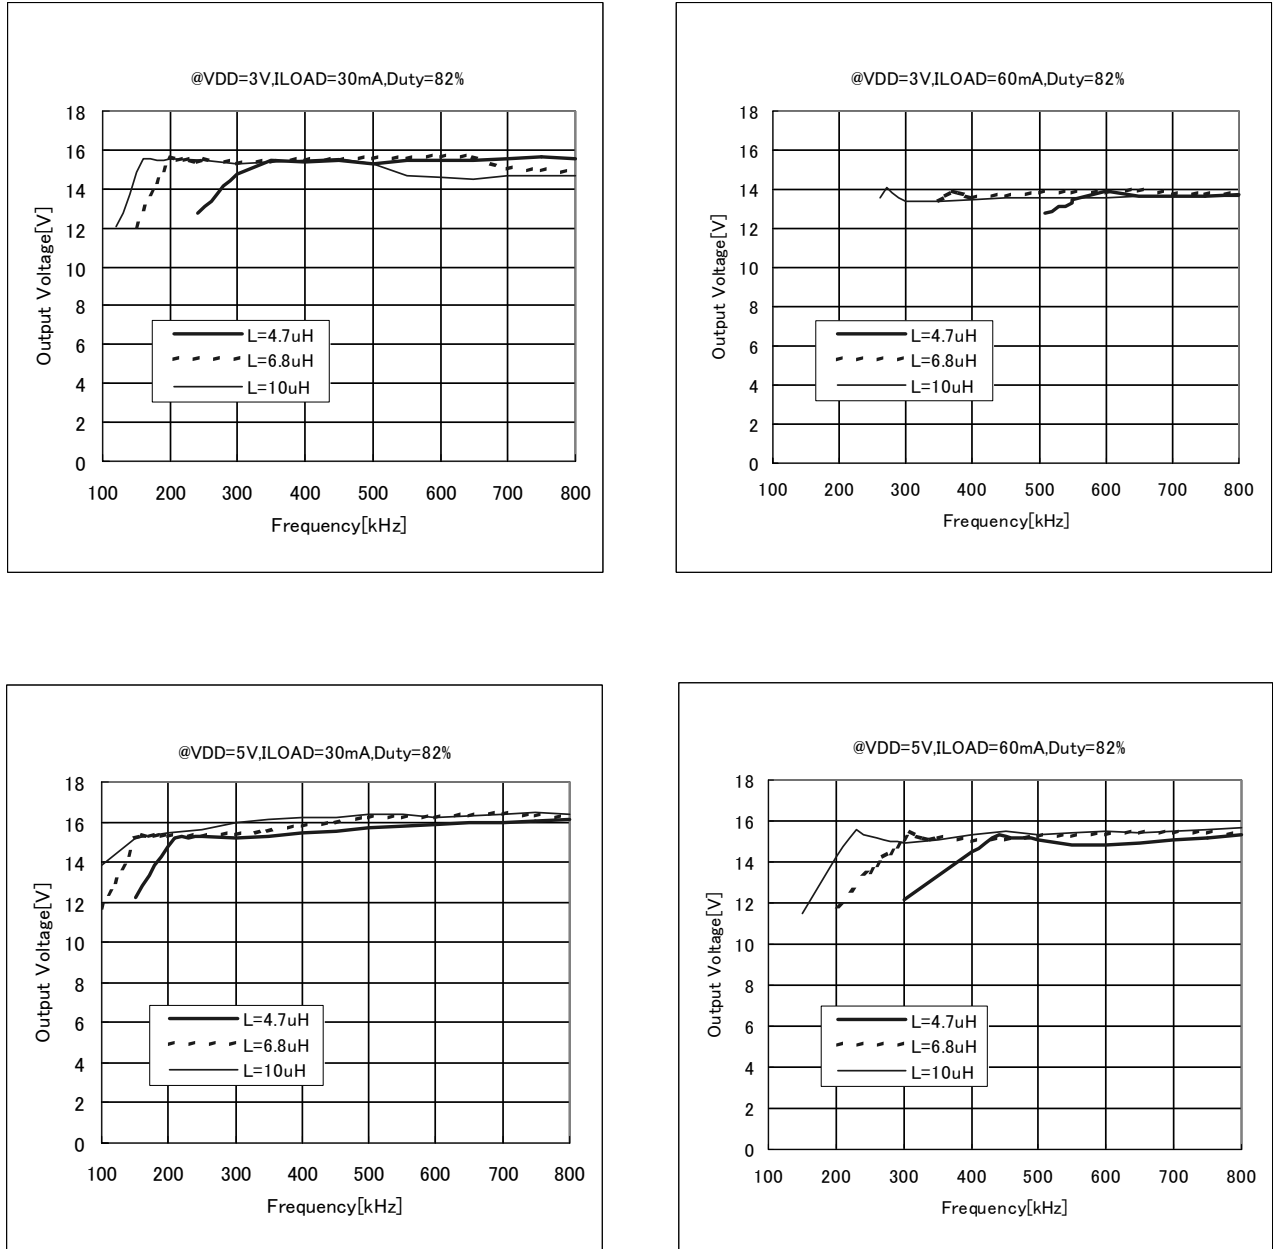 @VDD=3V,ILOAD=30mA,Duty=82%
18
16
14
12
10
8
6
4
2
0
Output Voltage[V]
L=4.7uH
L=6.8uH
L=10uH
100 200 300 400 500 600 700 800
Frequency[kHz]
@VDD=3V,ILOAD=60mA,Duty=82%
18
16
14
12
10
8
6
4
2
0
Output Voltage[V]
L=4.7uH
L=6.8uH
L=10uH
100 200 300 400 500 600 700 800
Frequency[kHz]
@VDD=5V,ILOAD=30mA,Duty=82%
18
16
14
12
10
8
6
4
2
0
Output Voltage[V]
L=4.7uH
L=6.8uH
L=10uH
100 200 300 400 500 600 700 800
Frequency[kHz]
@VDD=5V,ILOAD=60mA,Duty=82%
18
16
14
12
10
8
6
4
2
0
Output Voltage[V]
L=4.7uH
L=6.8uH
L=10uH
100 200 300 400 500 600 700 800
Frequency[kHz]